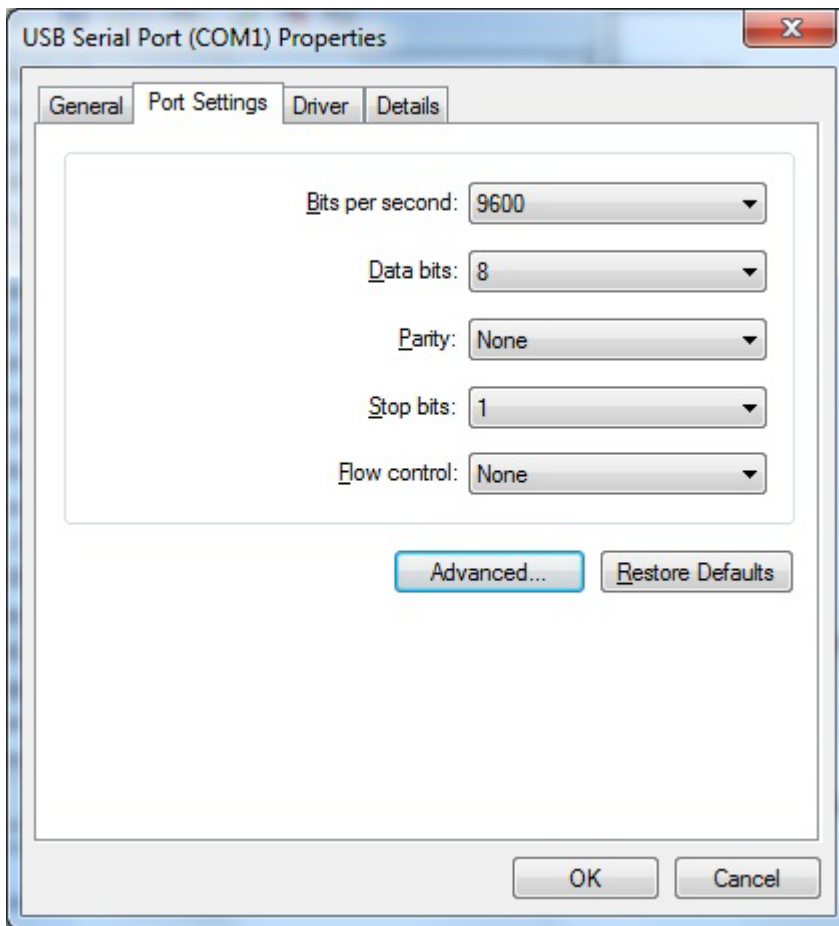 USB Serial Port (COM1) Properties
General Port Settings Driver Details
Bits per second: 9600
Data bits: 8
Parity: None
Stop bits: 1
Flow control: None
Advanced... Restore Defaults
OK Cancel